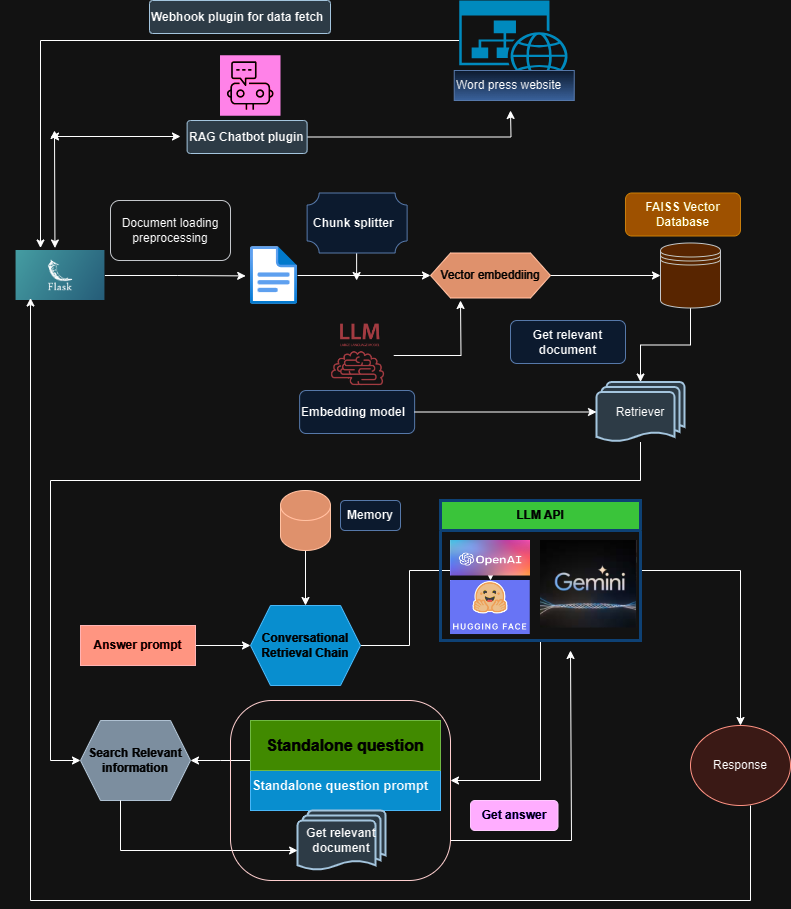 Webhook plugin for data fetch
Word press website
RAG Chatbot plugin
Document loading
preprocessing
Chunk splitter
FAISS Vector
Database
Flask
Vector embeddiing
LLM
Get relevant
document
Embedding model
Retriever
Memory
LLM API
OpenAI
Gemini
HUGGING FACE
Answer prompt
Conversational
Retrieval Chain
Standalone question
Search Relevant
information
Standalone question prompt
Response
Get answer
Get relevant
document